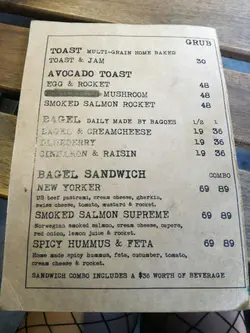 GRUB
TOAST MULTI-GRAIN HOME BAKED
TOAST & JAM 30
AVOCADO TOAST
EGG & ROCKET 48
MUSHROOM 48
SMOKED SALMON ROCKET 48
BAGEL DAILY MADE BY BAGOES 1/2 1
BAGEL & CREAMCHEESE 19 36
BLUEBERRY 19 36
CINNAMON & RAISIN 19 36
BAGEL SANDWICH COMBO
NEW YORKER 69 89
US beef pastrami, cream cheese, gherkin,
swiss cheese, tomato, mustard & rocket.
SMOKED SALMON SUPREME 69 89
Norwegian smoked salmon, cream cheese, capers,
red onion, lemon juice & rocket.
SPICY HUMMUS & FETA 69 89
Home made spicy hummus, feta, cucumber, tomato,
cream cheese & rocket.
SANDWICH COMBO INCLUDES A $36 WORTH OF BEVERAGE